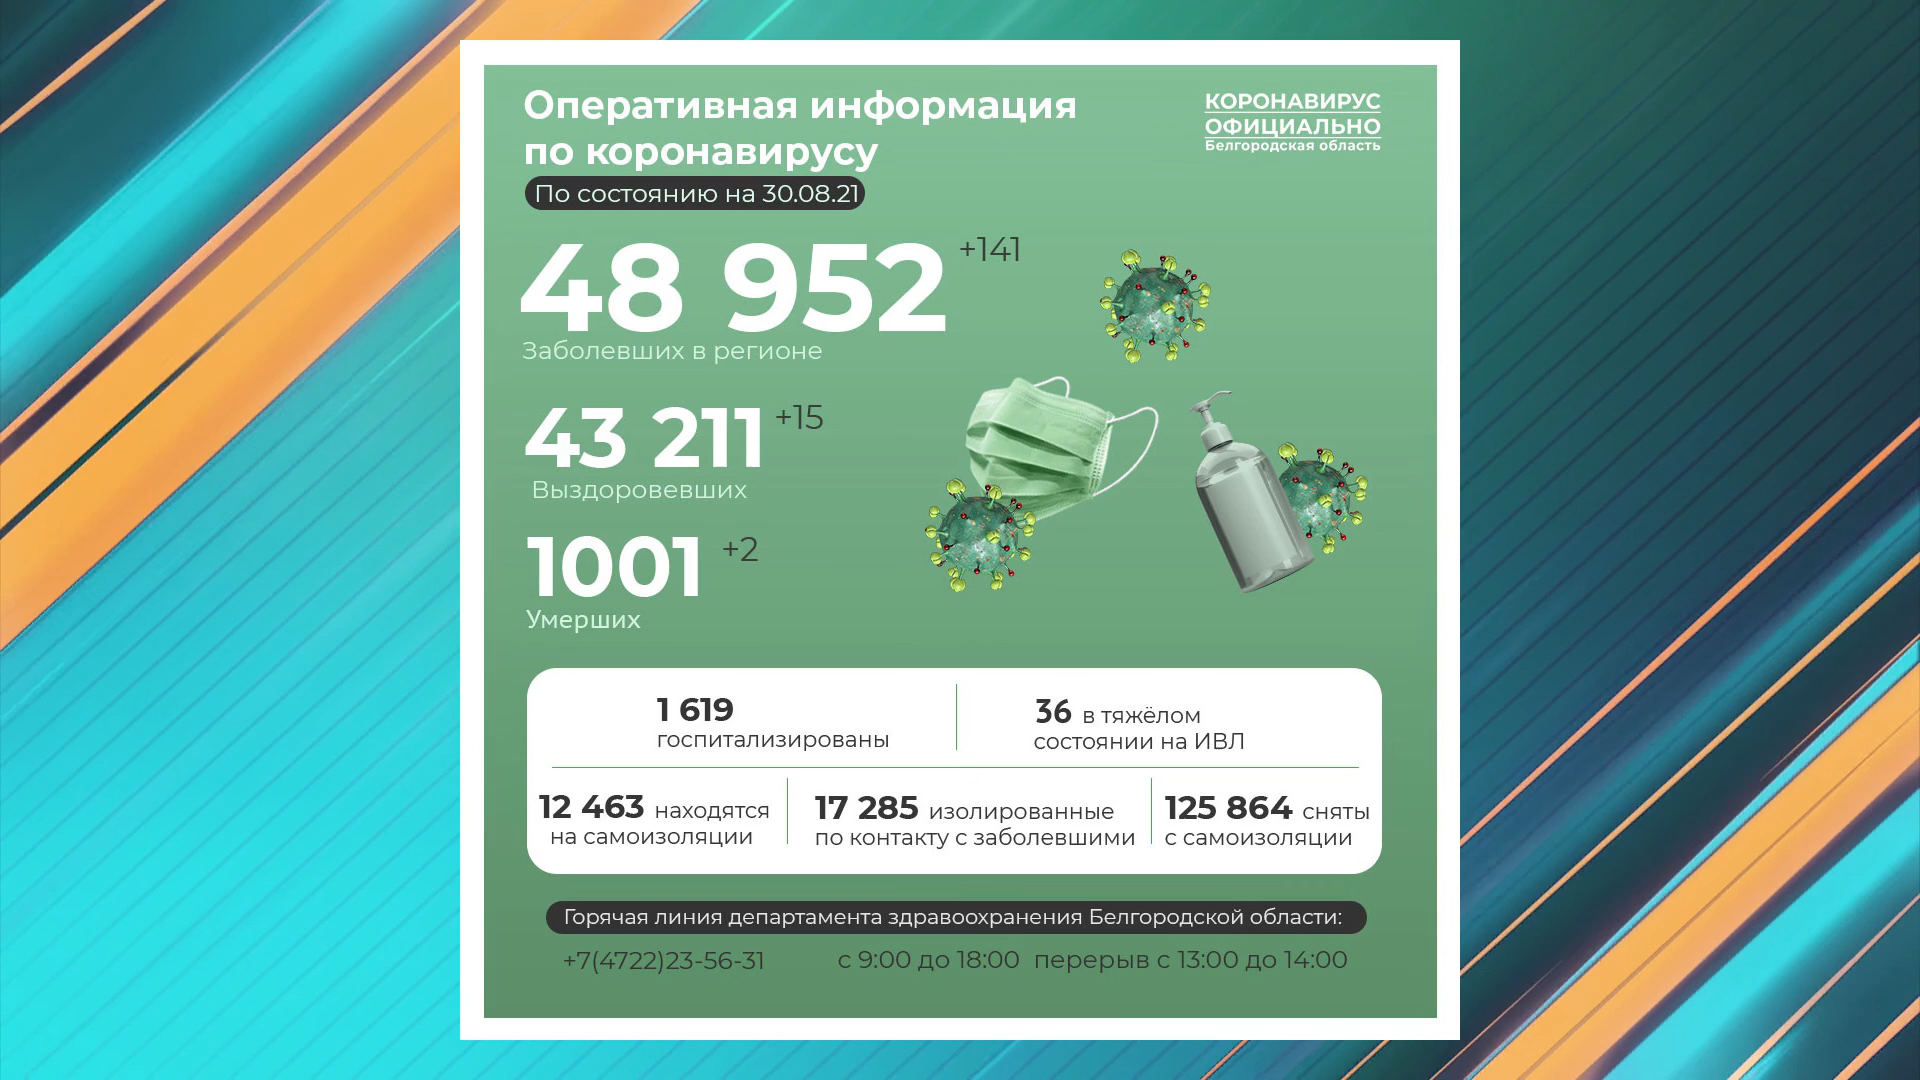 Оперативная информация
по коронавирусу
КОРОНАВИРУС
ОФИЦИАЛЬНО
Белгородская область
По состоянию на 30.08.21
48 952 +141
Заболевших в регионе
43 211 +15
Выздоровевших
1001 +2
Умерших
1 619
госпитализированы
36 в тяжёлом
состоянии на ИВЛ
12 463 находятся
на самоизоляции
17 285 изолированные
по контакту с заболевшими
125 864 сняты
с самоизоляции
Горячая линия департамента здравоохранения Белгородской области:
+7(4722)23-56-31 с 9:00 до 18:00 перерыв с 13:00 до 14:00